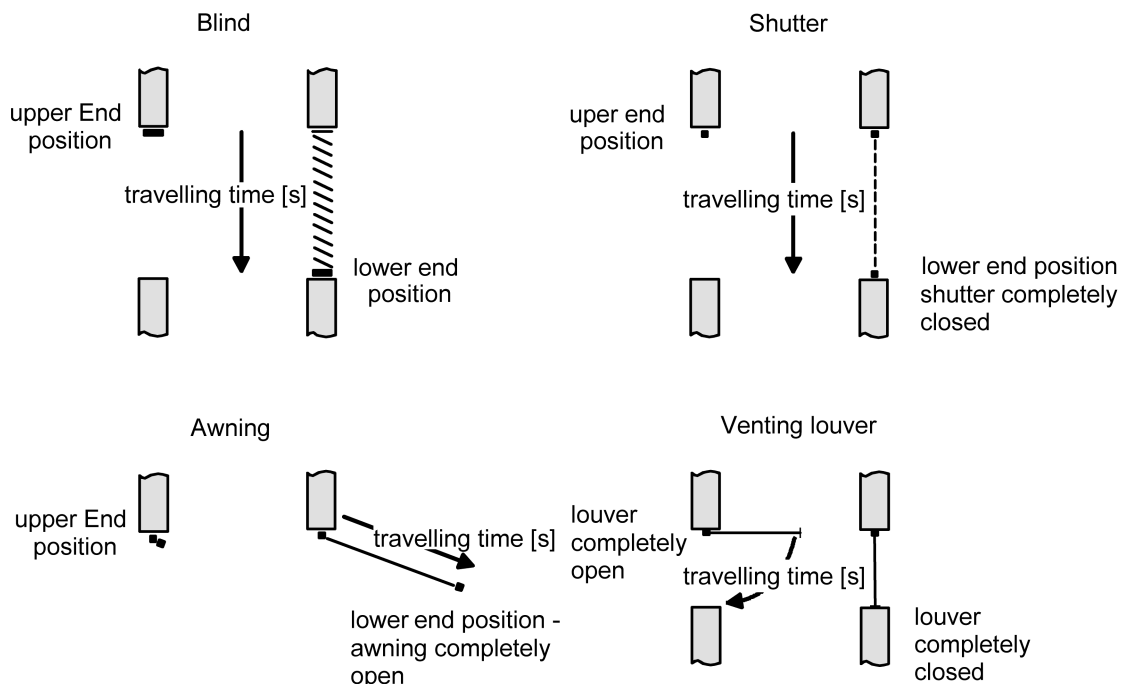 Blind
upper End
position
travelling time [s]
lower end
position
Shutter
uper end
position
travelling time [s]
lower end position
shutter completely
closed
Awning
upper End
position
travelling time [s]
lower end position -
awning completely
open
Venting louver
louver
completely
open
travelling time [s]
louver
completely
closed